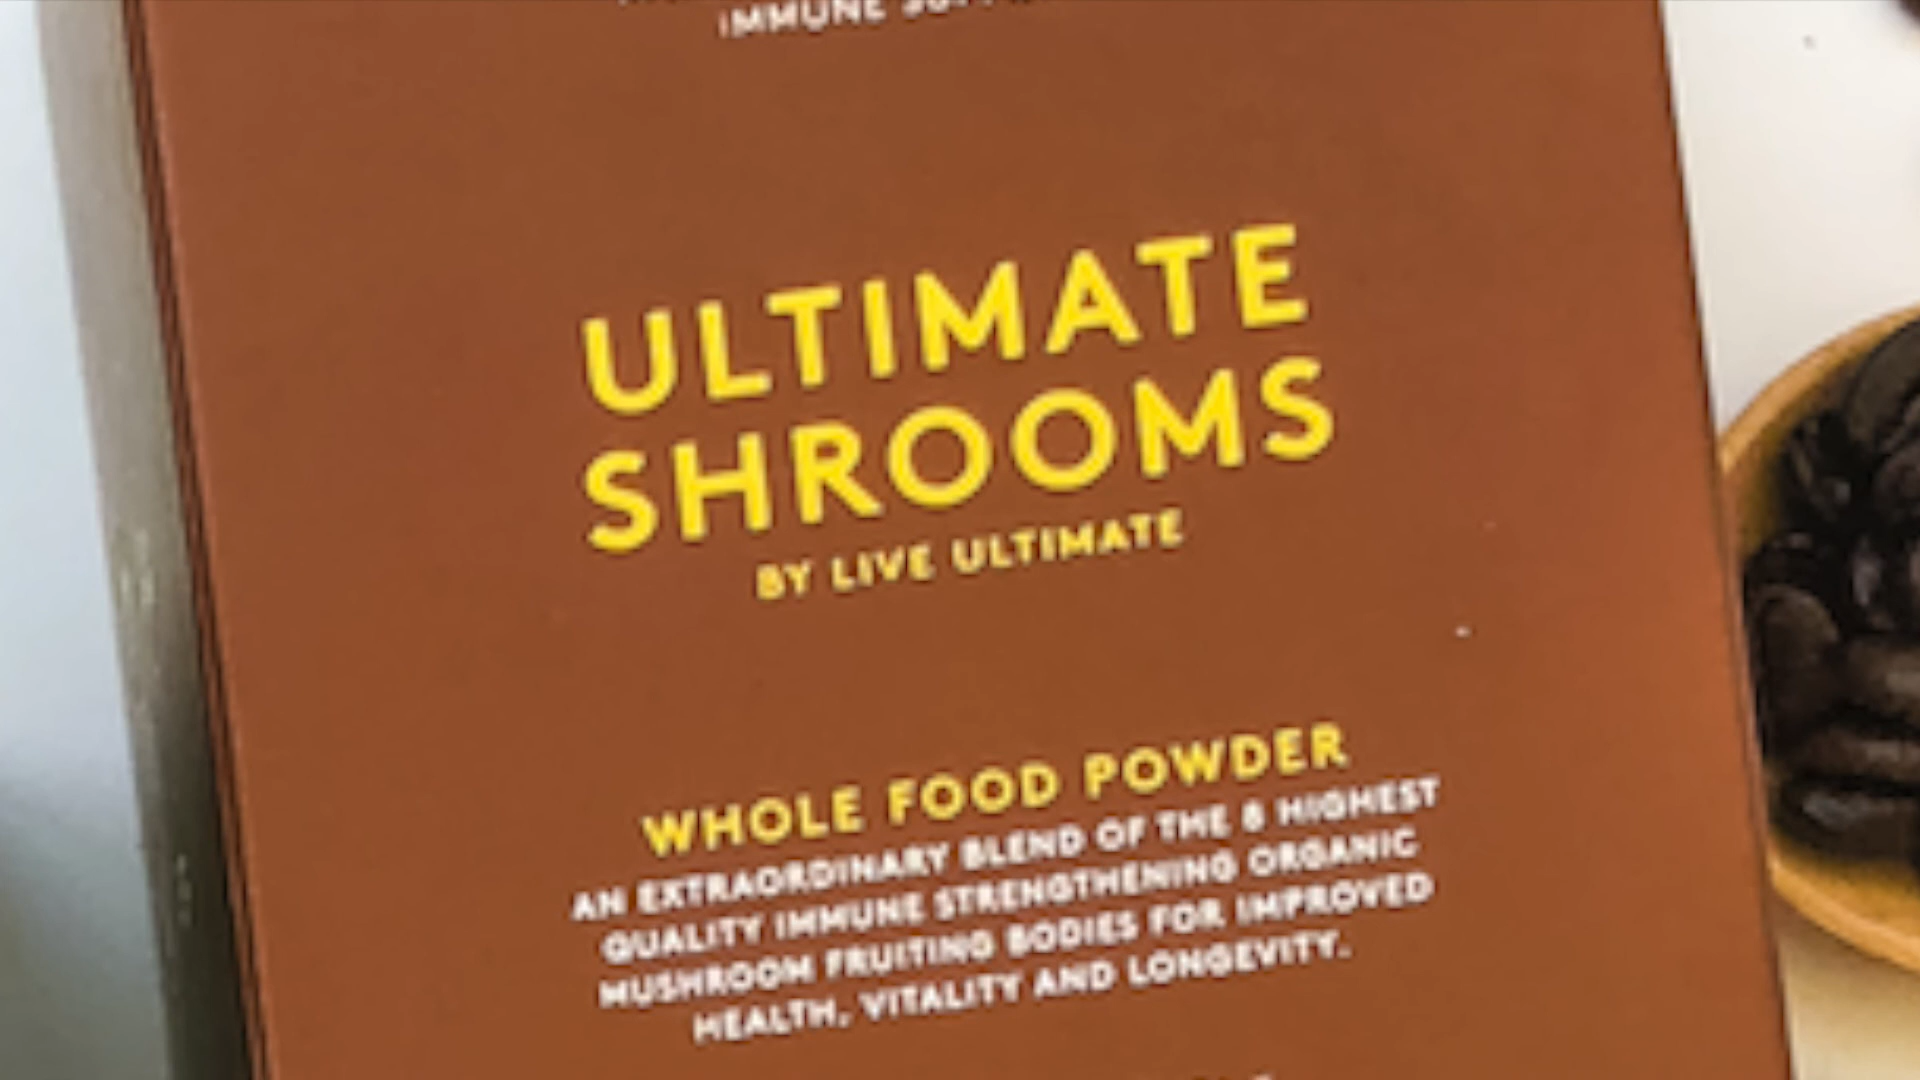 IMMUNE
ULTIMATE
SHROOMS
BY LIVE ULTIMATE
WHOLE FOOD POWDER
AN EXTRAORDINARY BLEND OF THE 8 HIGHEST
QUALITY IMMUNE STRENGTHENING ORGANIC
MUSHROOM FRUITING BODIES FOR IMPROVED
HEALTH, VITALITY AND LONGEVITY.